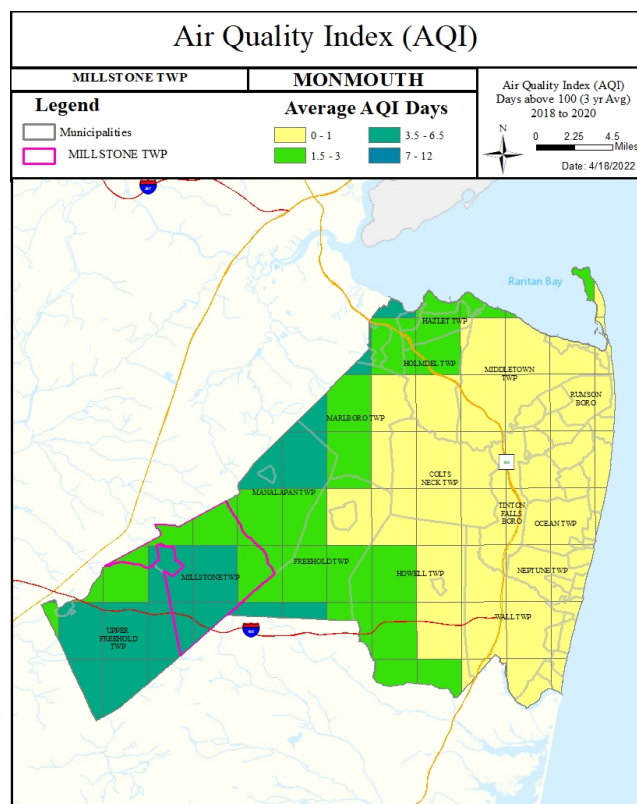 Air Quality Index (AQI)
MILLSTONE TWP
MONMOUTH
Legend
Municipalities
MILLSTONE TWP
Average AQI Days
0 - 1
1.5 - 3
3.5 - 6.5
7 - 12
Air Quality Index (AQI)
Days above 100 (3 yr Avg)
2018 to 2020
N
0 2.25 4.5
Miles
Date: 4/18/2022
Raritan Bay
HAZLET TWP
HOLMDEL TWP
MIDDLETOWN
TWP
RUMSON
BORO
MARLBORO TWP
COLTS
NECK TWP
MANALAPAN TWP
TINTON
FALLS
BORO
OCEAN TWP
FREEHOLD TWP
MILLSTONE TWP
HOWELL TWP
NEPTUNE TWP
WALL TWP
UPPER
FREEHOLD
TWP